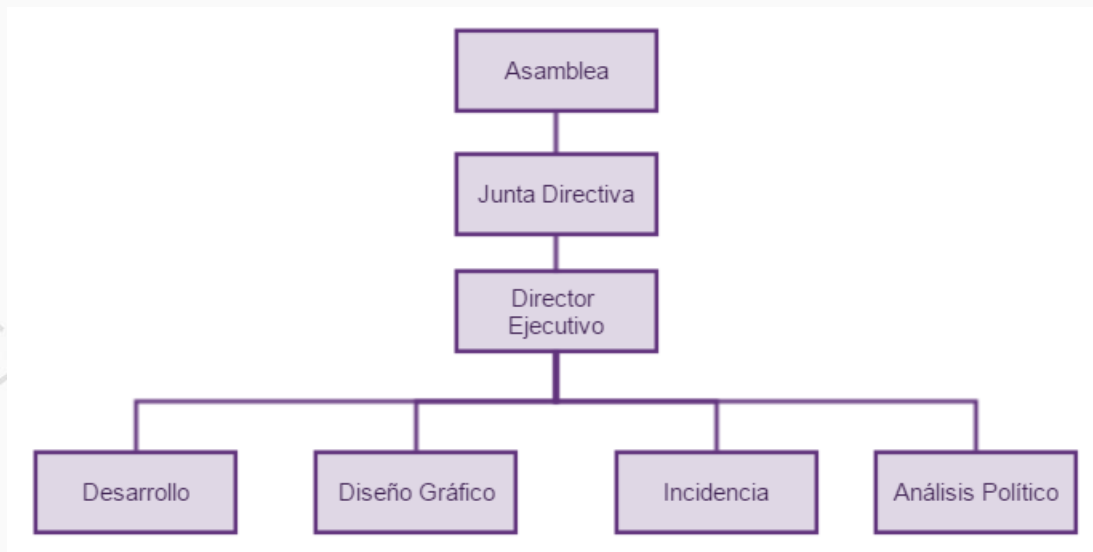 Asamblea
Junta Directiva
Director
Ejecutivo
Desarrollo
Diseño Gráfico
Incidencia
Análisis Político